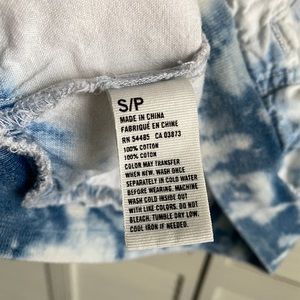 S/P
MADE IN CHINA
FABRIQUÉ EN CHINE
RN 54485 CA 03873
100% COTTON
100% COTON
COLOR MAY TRANSFER
WHEN NEW. WASH ONCE
SEPARATELY IN COLD WATER
BEFORE WEARING. MACHINE
WASH COLD INSIDE OUT
WITH LIKE COLORS. DO NOT
BLEACH. TUMBLE DRY LOW.
COOL IRON IF NEEDED.